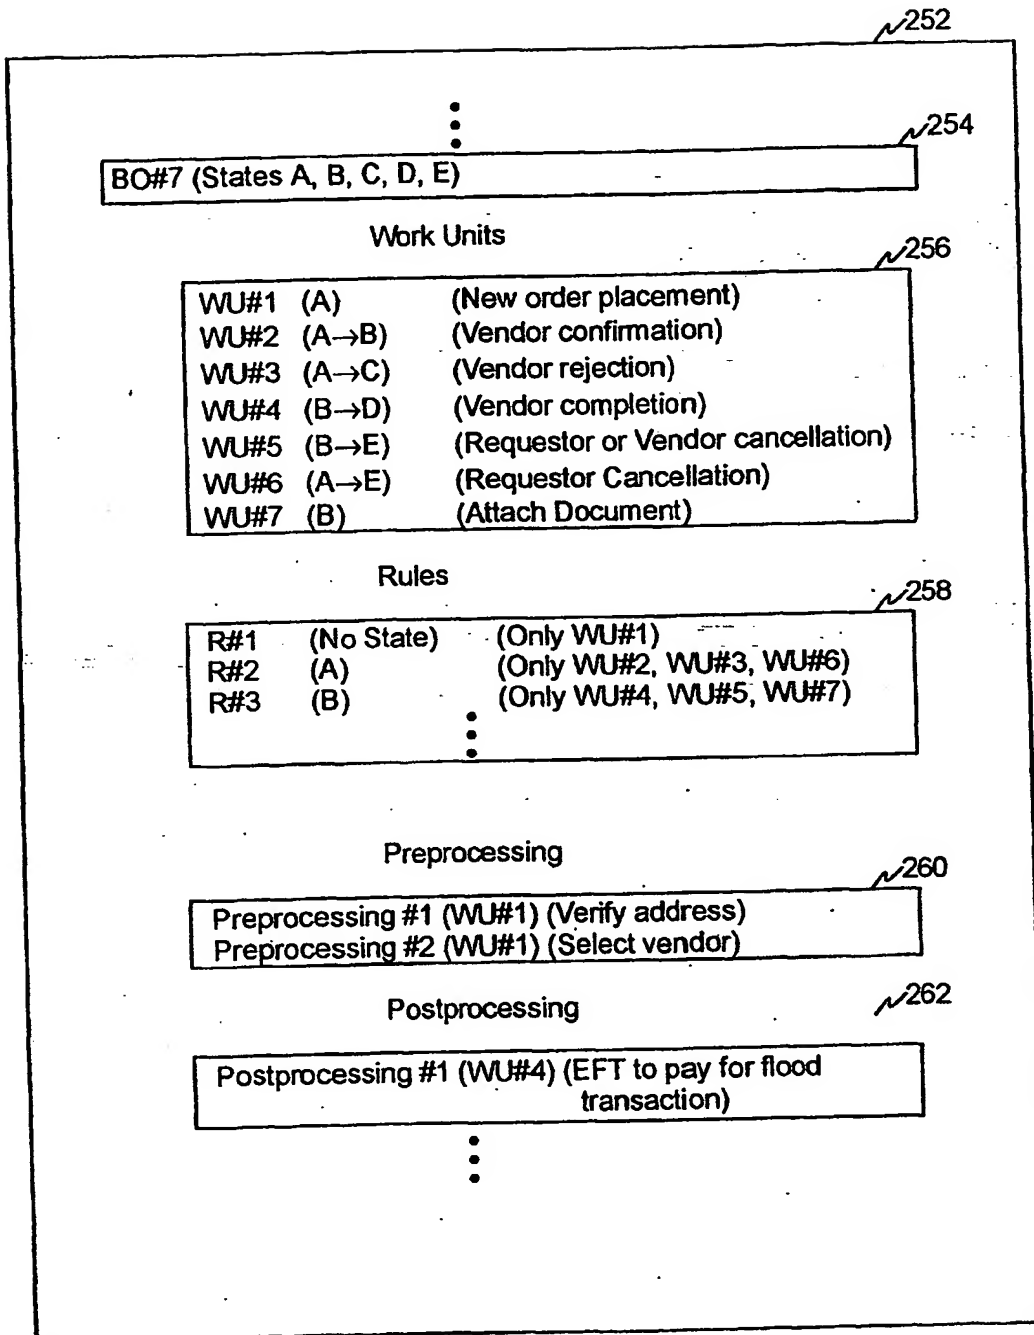 252
254
BO#7 (States A, B, C, D, E)
Work Units
256
WU#1 (A) (New order placement)
WU#2 (A→B) (Vendor confirmation)
WU#3 (A→C) (Vendor rejection)
WU#4 (B→D) (Vendor completion)
WU#5 (B→E) (Requestor or Vendor cancellation)
WU#6 (A→E) (Requestor Cancellation)
WU#7 (B) (Attach Document)
Rules
258
R#1 (No State) (Only WU#1)
R#2 (A) (Only WU#2, WU#3, WU#6)
R#3 (B) (Only WU#4, WU#5, WU#7)
Preprocessing
260
Preprocessing #1 (WU#1) (Verify address)
Preprocessing #2 (WU#1) (Select vendor)
Postprocessing
262
Postprocessing #1 (WU#4) (EFT to pay for flood
transaction)